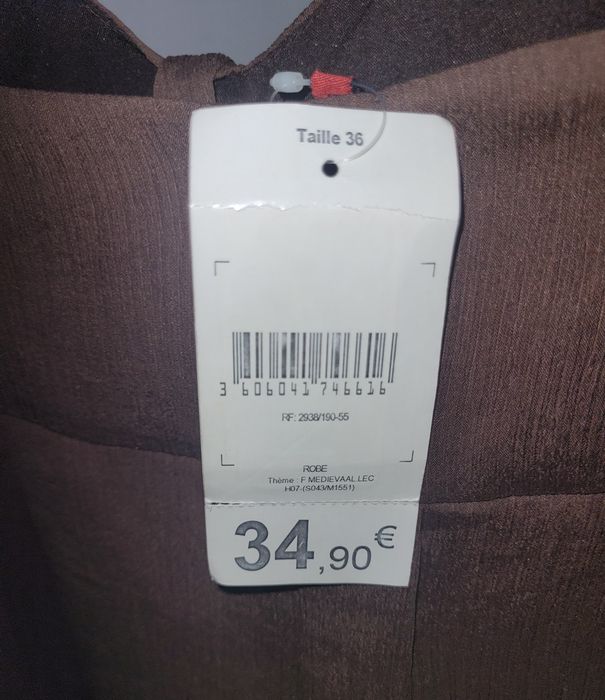 Taille 36
3 606041 746616
RF: 2938/190-55
ROBE
Thème : F MEDIEVAAL.LEC
H07-(S043/M1551)
34,90€